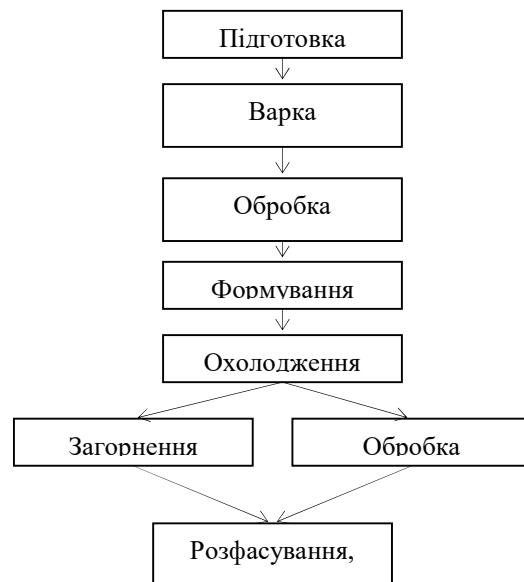 Підготовка
Варка
Обробка
Формування
Охолодження
Загорнення
Обробка
Розфасування,